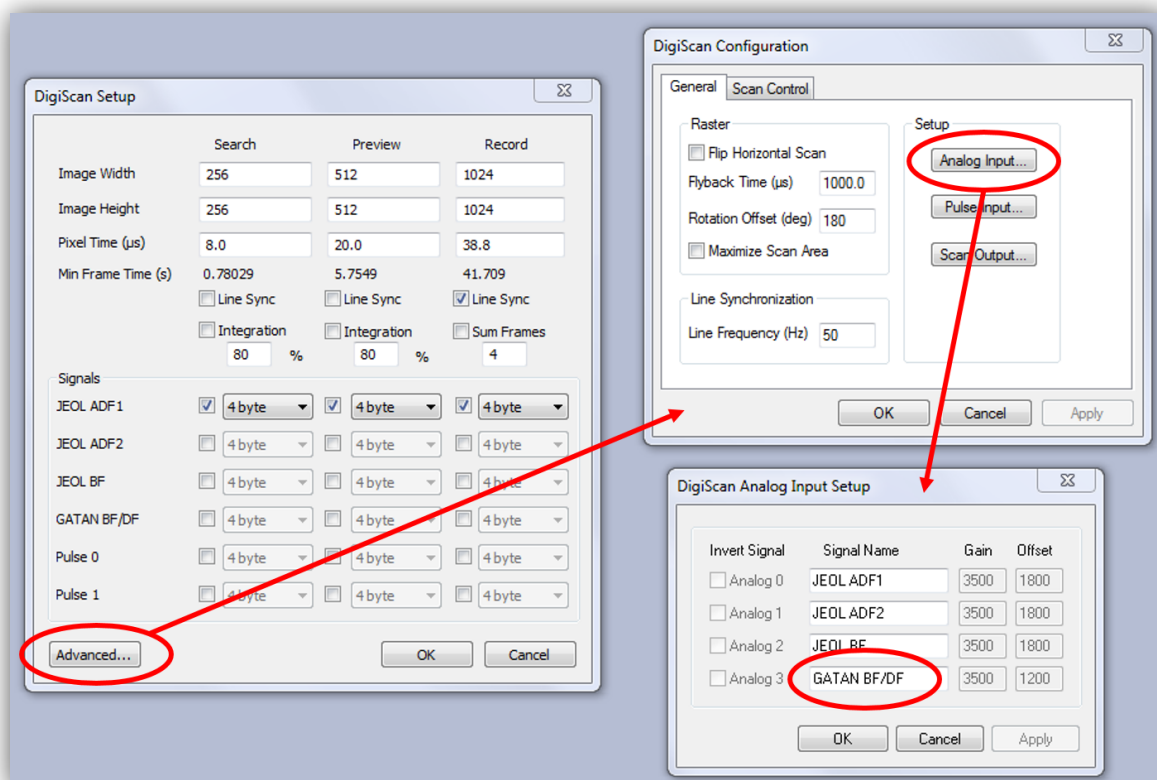 DigiScan Setup
Search Preview Record
Image Width 256 512 1024
Image Height 256 512 1024
Pixel Time (µs) 8.0 20.0 38.8
Min Frame Time (s) 0.78029 5.7549 41.709
Line Sync Line Sync Line Sync
Integration Integration Sum Frames
80 % 80 % 4
Signals
JEOL ADF1 4 byte 4 byte 4 byte
JEOL ADF2 4 byte 4 byte 4 byte
JEOL BF 4 byte 4 byte 4 byte
GATAN BF/DF 4 byte 4 byte 4 byte
Pulse 0 4 byte 4 byte 4 byte
Pulse 1 4 byte 4 byte 4 byte
Advanced... OK Cancel
DigiScan Configuration
General Scan Control
Raster
Flip Horizontal Scan
Flyback Time (µs) 1000.0
Rotation Offset (deg) 180
Maximize Scan Area
Line Synchronization
Line Frequency (Hz) 50
Setup
Analog Input...
Pulse Input...
Scan Output...
OK Cancel Apply
DigiScan Analog Input Setup
Invert Signal Signal Name Gain Offset
Analog 0 JEOL ADF1 3500 1800
Analog 1 JEOL ADF2 3500 1800
Analog 2 JEOL BF 3500 1800
Analog 3 GATAN BF/DF 3500 1200
OK Cancel Apply